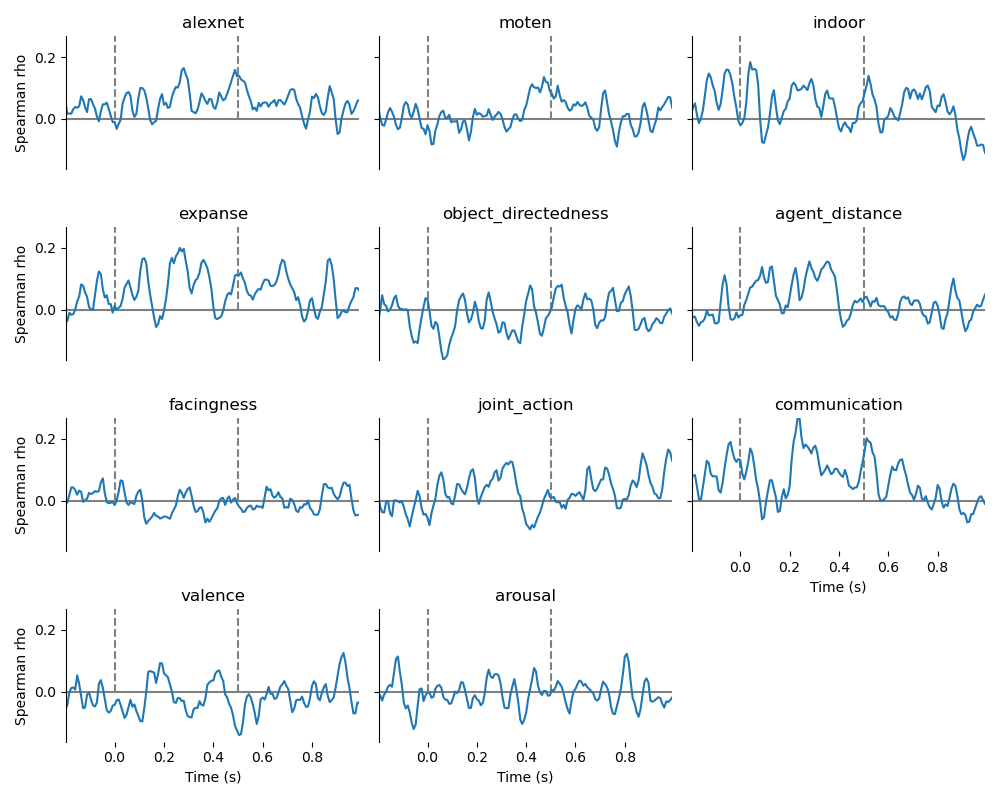 alexnet moten indoor
0.2
0.0
Spearman rho
expanse object_directedness agent_distance
0.2
0.0
Spearman rho
facingness joint_action communication
0.2
0.0
Spearman rho
0.0 0.2 0.4 0.6 0.8
Time (s)
valence arousal
0.2
0.0
Spearman rho
0.0 0.2 0.4 0.6 0.8 0.0 0.2 0.4 0.6 0.8
Time (s) Time (s)